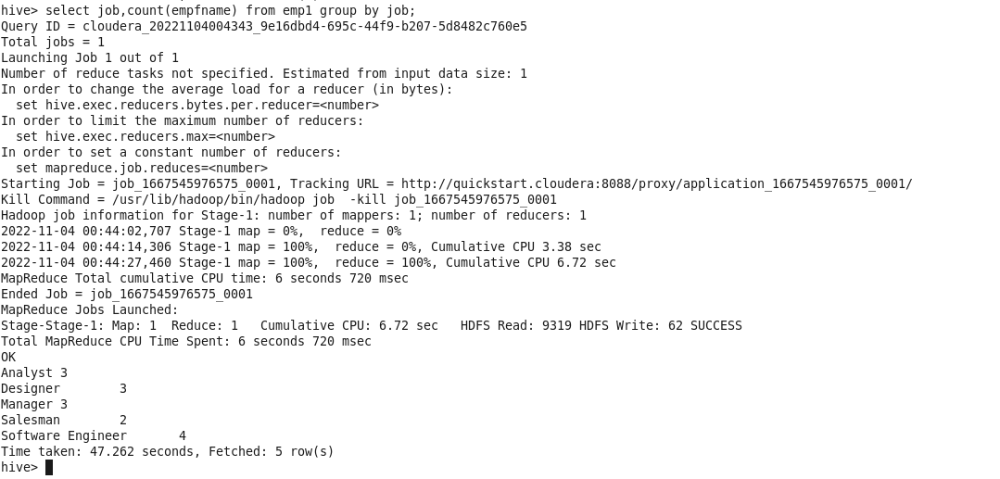 hive> select job,count(empfname) from emp1 group by job;
Query ID = cloudera_20221104004343_9e16dbd4-695c-44f9-b207-5d8482c760e5
Total jobs = 1
Launching Job 1 out of 1
Number of reduce tasks not specified. Estimated from input data size: 1
In order to change the average load for a reducer (in bytes):
  set hive.exec.reducers.bytes.per.reducer=<number>
In order to limit the maximum number of reducers:
  set hive.exec.reducers.max=<number>
In order to set a constant number of reducers:
  set mapreduce.job.reduces=<number>
Starting Job = job_1667545976575_0001, Tracking URL = http://quickstart.cloudera:8088/proxy/application_1667545976575_0001/
Kill Command = /usr/lib/hadoop/bin/hadoop job  -kill job_1667545976575_0001
Hadoop job information for Stage-1: number of mappers: 1; number of reducers: 1
2022-11-04 00:44:02,707 Stage-1 map = 0%,  reduce = 0%
2022-11-04 00:44:14,306 Stage-1 map = 100%,  reduce = 0%, Cumulative CPU 3.38 sec
2022-11-04 00:44:27,460 Stage-1 map = 100%,  reduce = 100%, Cumulative CPU 6.72 sec
MapReduce Total cumulative CPU time: 6 seconds 720 msec
Ended Job = job_1667545976575_0001
MapReduce Jobs Launched:
Stage-Stage-1: Map: 1  Reduce: 1   Cumulative CPU: 6.72 sec   HDFS Read: 9319 HDFS Write: 62 SUCCESS
Total MapReduce CPU Time Spent: 6 seconds 720 msec
OK
Analyst 3
Designer        3
Manager 3
Salesman        2
Software Engineer       4
Time taken: 47.262 seconds, Fetched: 5 row(s)
hive>